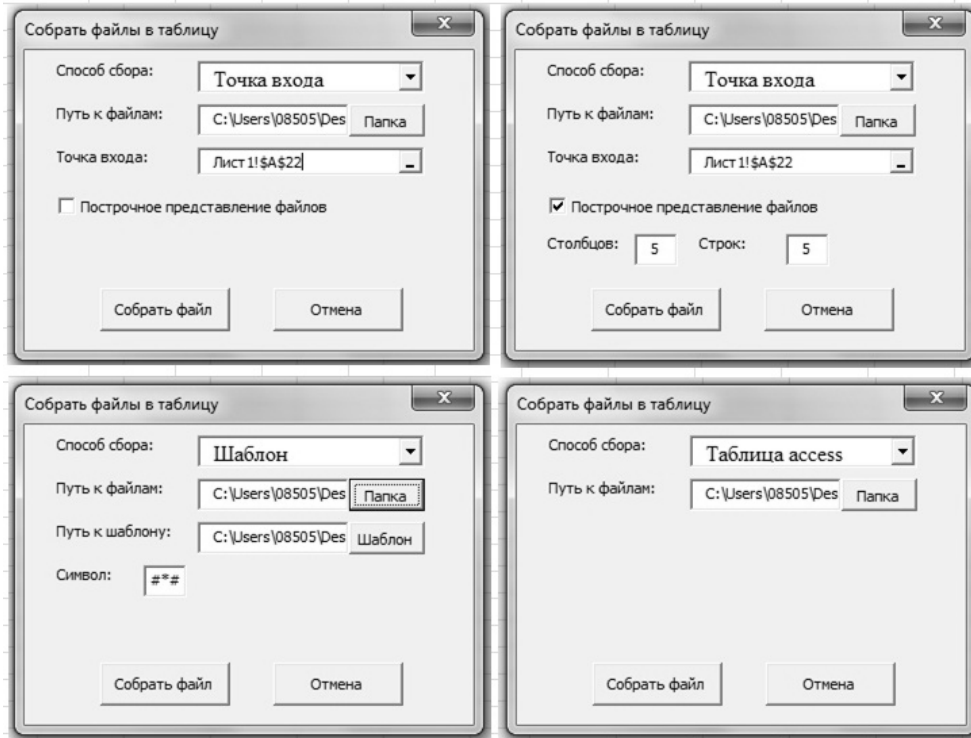 Собрать файлы в таблицу
Способ сбора: Точка входа
Путь к файлам: C:\Users\08505\Des Папка
Точка входа: Лист1!$A$22
Построчное представление файлов
Собрать файл Отмена
Собрать файлы в таблицу
Способ сбора: Точка входа
Путь к файлам: C:\Users\08505\Des Папка
Точка входа: Лист1!$A$22
Построчное представление файлов
Столбцов: 5 Строк: 5
Собрать файл Отмена
Собрать файлы в таблицу
Способ сбора: Шаблон
Путь к файлам: C:\Users\08505\Des Папка
Путь к шаблону: C:\Users\08505\Des Шаблон
Символ: #*#
Собрать файл Отмена
Собрать файлы в таблицу
Способ сбора: Таблица access
Путь к файлам: C:\Users\08505\Des Папка
Собрать файл Отмена